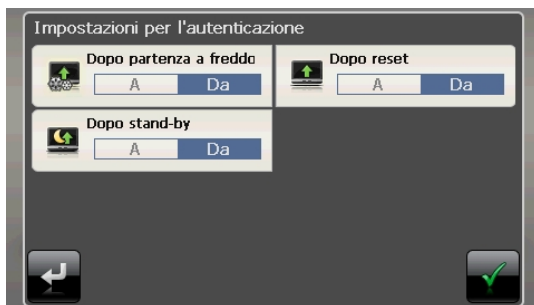 Impostazioni per l'autenticazione
Dopo partenza a freddo
A Da
Dopo reset
A Da
Dopo stand-by
A Da